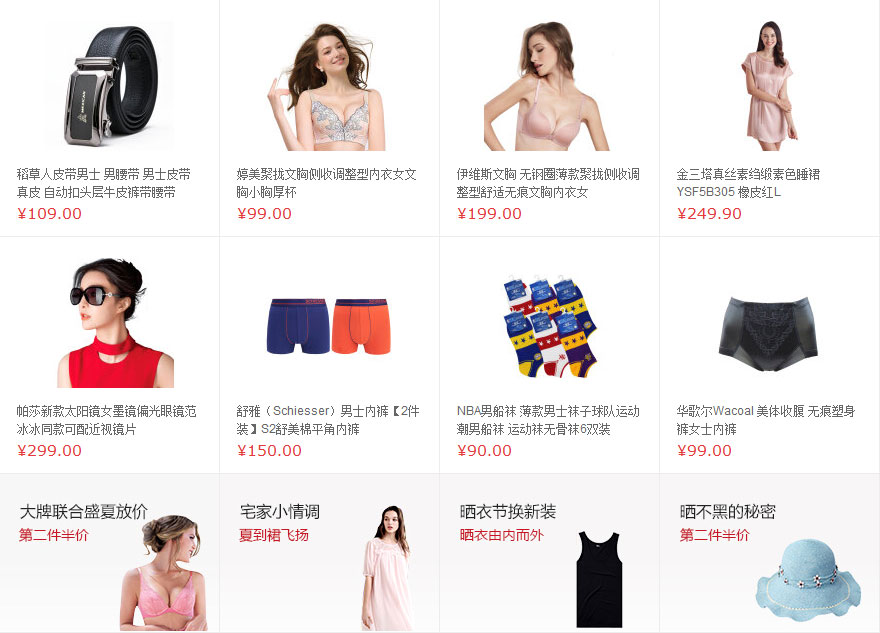 稻草人皮带男士 男腰带 男士皮带
真皮 自动扣头层牛皮裤带腰带
¥109.00
婷美聚拢文胸侧收调整型内衣女文
胸小胸厚杯
¥99.00
伊维斯文胸 无钢圈薄款聚拢侧收调
整型舒适无痕文胸内衣女
¥199.00
金三塔真丝素绉缎素色睡裙
YSF5B305 橡皮红L
¥249.90
帕莎新款太阳镜女墨镜偏光眼镜范
冰冰同款可配近视镜片
¥299.00
舒雅（Schiesser）男士内裤【2件
装】S2舒美棉平角内裤
¥150.00
NBA男船袜 薄款男士袜子球队运动
潮男船袜 运动袜无骨袜6双装
¥90.00
华歌尔Wacoal 美体收腹 无痕塑身
裤女士内裤
¥99.00
大牌联合盛夏放价
第二件半价
宅家小情调
夏到裙飞扬
晒衣节换新装
晒衣由内而外
晒不黑的秘密
第二件半价